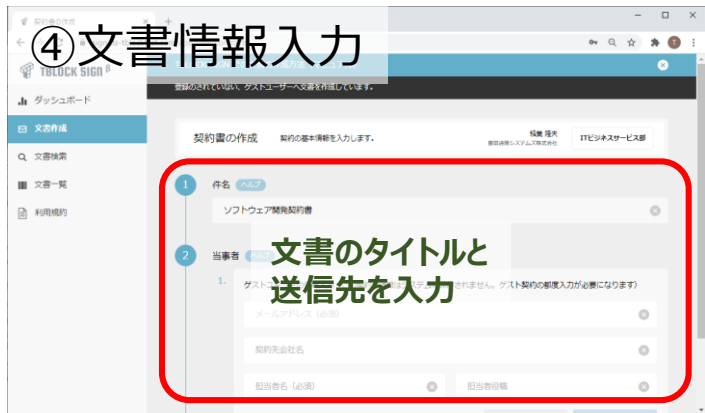 ④文書情報入力
契約書の作成
TBLOCK SIGN β
登録のされていない、ゲストユーザーへ文書を作成しています。
ダッシュボード
文書作成
文書検索
文書一覧
利用規約
契約書の作成 契約の基本情報を入力します。
ITビジネスサービス部
1 件名 ヘルプ
ソフトウェア開発契約書
2 当事者
文書のタイトルと
送信先を入力
1.
メールアドレス（必須）
契約先会社名
担当者名（必須） 担当者役職